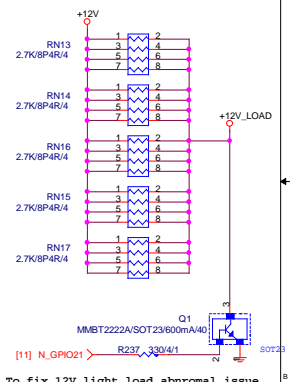 +12V
RN13
2.7K/8P4R/4
1 2
3 4
5 6
7 8
RN14
2.7K/8P4R/4
1 2
3 4
5 6
7 8
+12V_LOAD
RN16
2.7K/8P4R/4
1 2
3 4
5 6
7 8
RN15
2.7K/8P4R/4
1 2
3 4
5 6
7 8
RN17
2.7K/8P4R/4
1 2
3 4
5 6
7 8
3
Q1
MMBT2222A/SOT23/600mA/40
SOT23
[11] N_GPIO21
R237 330/4/1
2
To fix 12V light load abnromal issue
B